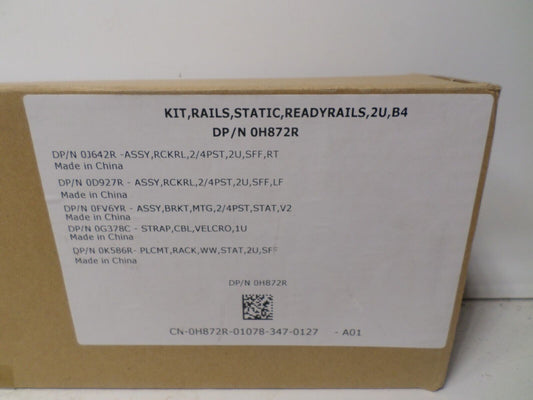 KIT,RAILS,STATIC,READYRAILS,2U,B4
DP/N 0H872R
DP/N 0J642R -ASSY,RCKRL,2/4PST,2U,SFF,RT
Made in China
DP/N 0D927R - ASSY,RCKRL,2/4PST,2U,SFF,LF
Made in China
DP/N 0FV6YR - ASSY,BRKT,MTG,2/4PST,STAT,V2
DP/N 0G378C - STRAP,CBL,VELCRO,1U
Made in China
DP/N 0K586R- PLCMT,RACK,WW,STAT,2U,SFF
Made in China
DP/N 0H872R
CN-0H872R-01078-347-0127 - A01